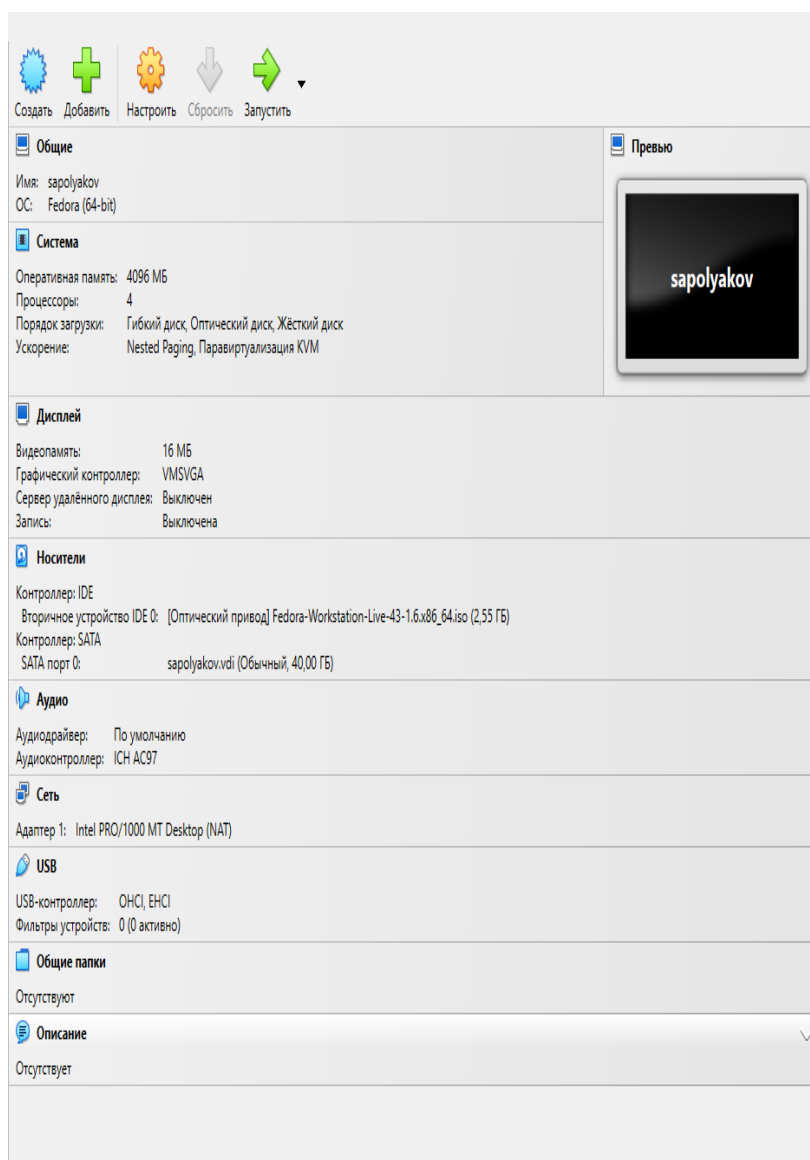 Создать Добавить Настроить Сбросить Запустить
Общие
Имя: sapolyakov
ОС: Fedora (64-bit)
Превью
sapolyakov
Система
Оперативная память: 4096 МБ
Процессоры: 4
Порядок загрузки: Гибкий диск, Оптический диск, Жёсткий диск
Ускорение: Nested Paging, Паравиртуализация KVM
Дисплей
Видеопамять: 16 МБ
Графический контроллер: VMSVGA
Сервер удалённого дисплея: Выключен
Запись: Выключена
Носители
Контроллер: IDE
Вторичное устройство IDE 0: [Оптический привод] Fedora-Workstation-Live-43-1.6.x86_64.iso (2,55 ГБ)
Контроллер: SATA
SATA порт 0: sapolyakov.vdi (Обычный, 40,00 ГБ)
Аудио
Аудиодрайвер: По умолчанию
Аудиоконтроллер: ICH AC97
Сеть
Адаптер 1: Intel PRO/1000 MT Desktop (NAT)
USB
USB-контроллер: OHCI, EHCI
Фильтры устройств: 0 (0 активно)
Общие папки
Отсутствуют
Описание
Отсутствует